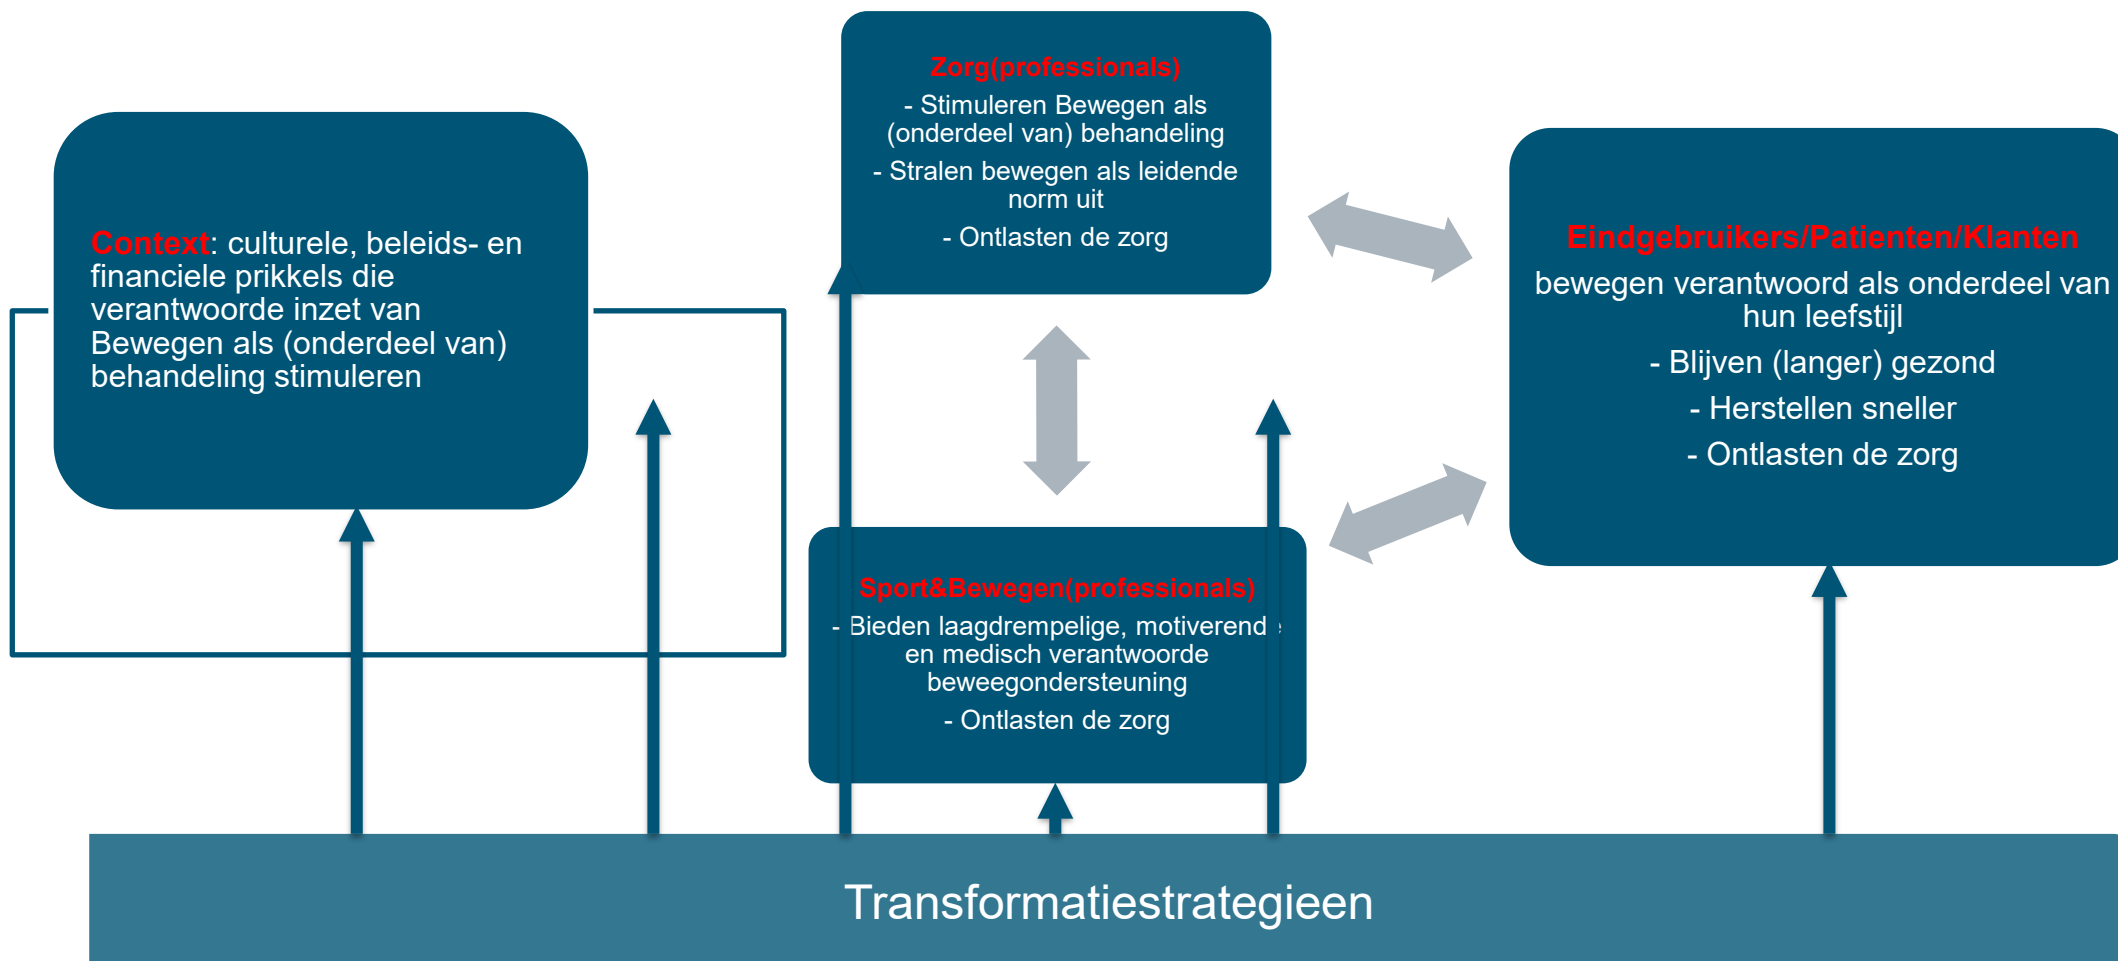 Zorg(professionals)
- Stimuleren Bewegen als
(onderdeel van) behandeling
- Stralen bewegen als leidende
norm uit
- Ontlasten de zorg
Context: culturele, beleids- en
financiele prikkels die
verantwoorde inzet van
Bewegen als (onderdeel van)
behandeling stimuleren
Eindgebruikers/Patienten/Klanten
bewegen verantwoord als onderdeel van
hun leefstijl
- Blijven (langer) gezond
- Herstellen sneller
- Ontlasten de zorg
Sport&Bewegen(professionals)
- Bieden laagdrempelige, motiverende
en medisch verantwoorde
beweegondersteuning
- Ontlasten de zorg
Transformatiestrategieen